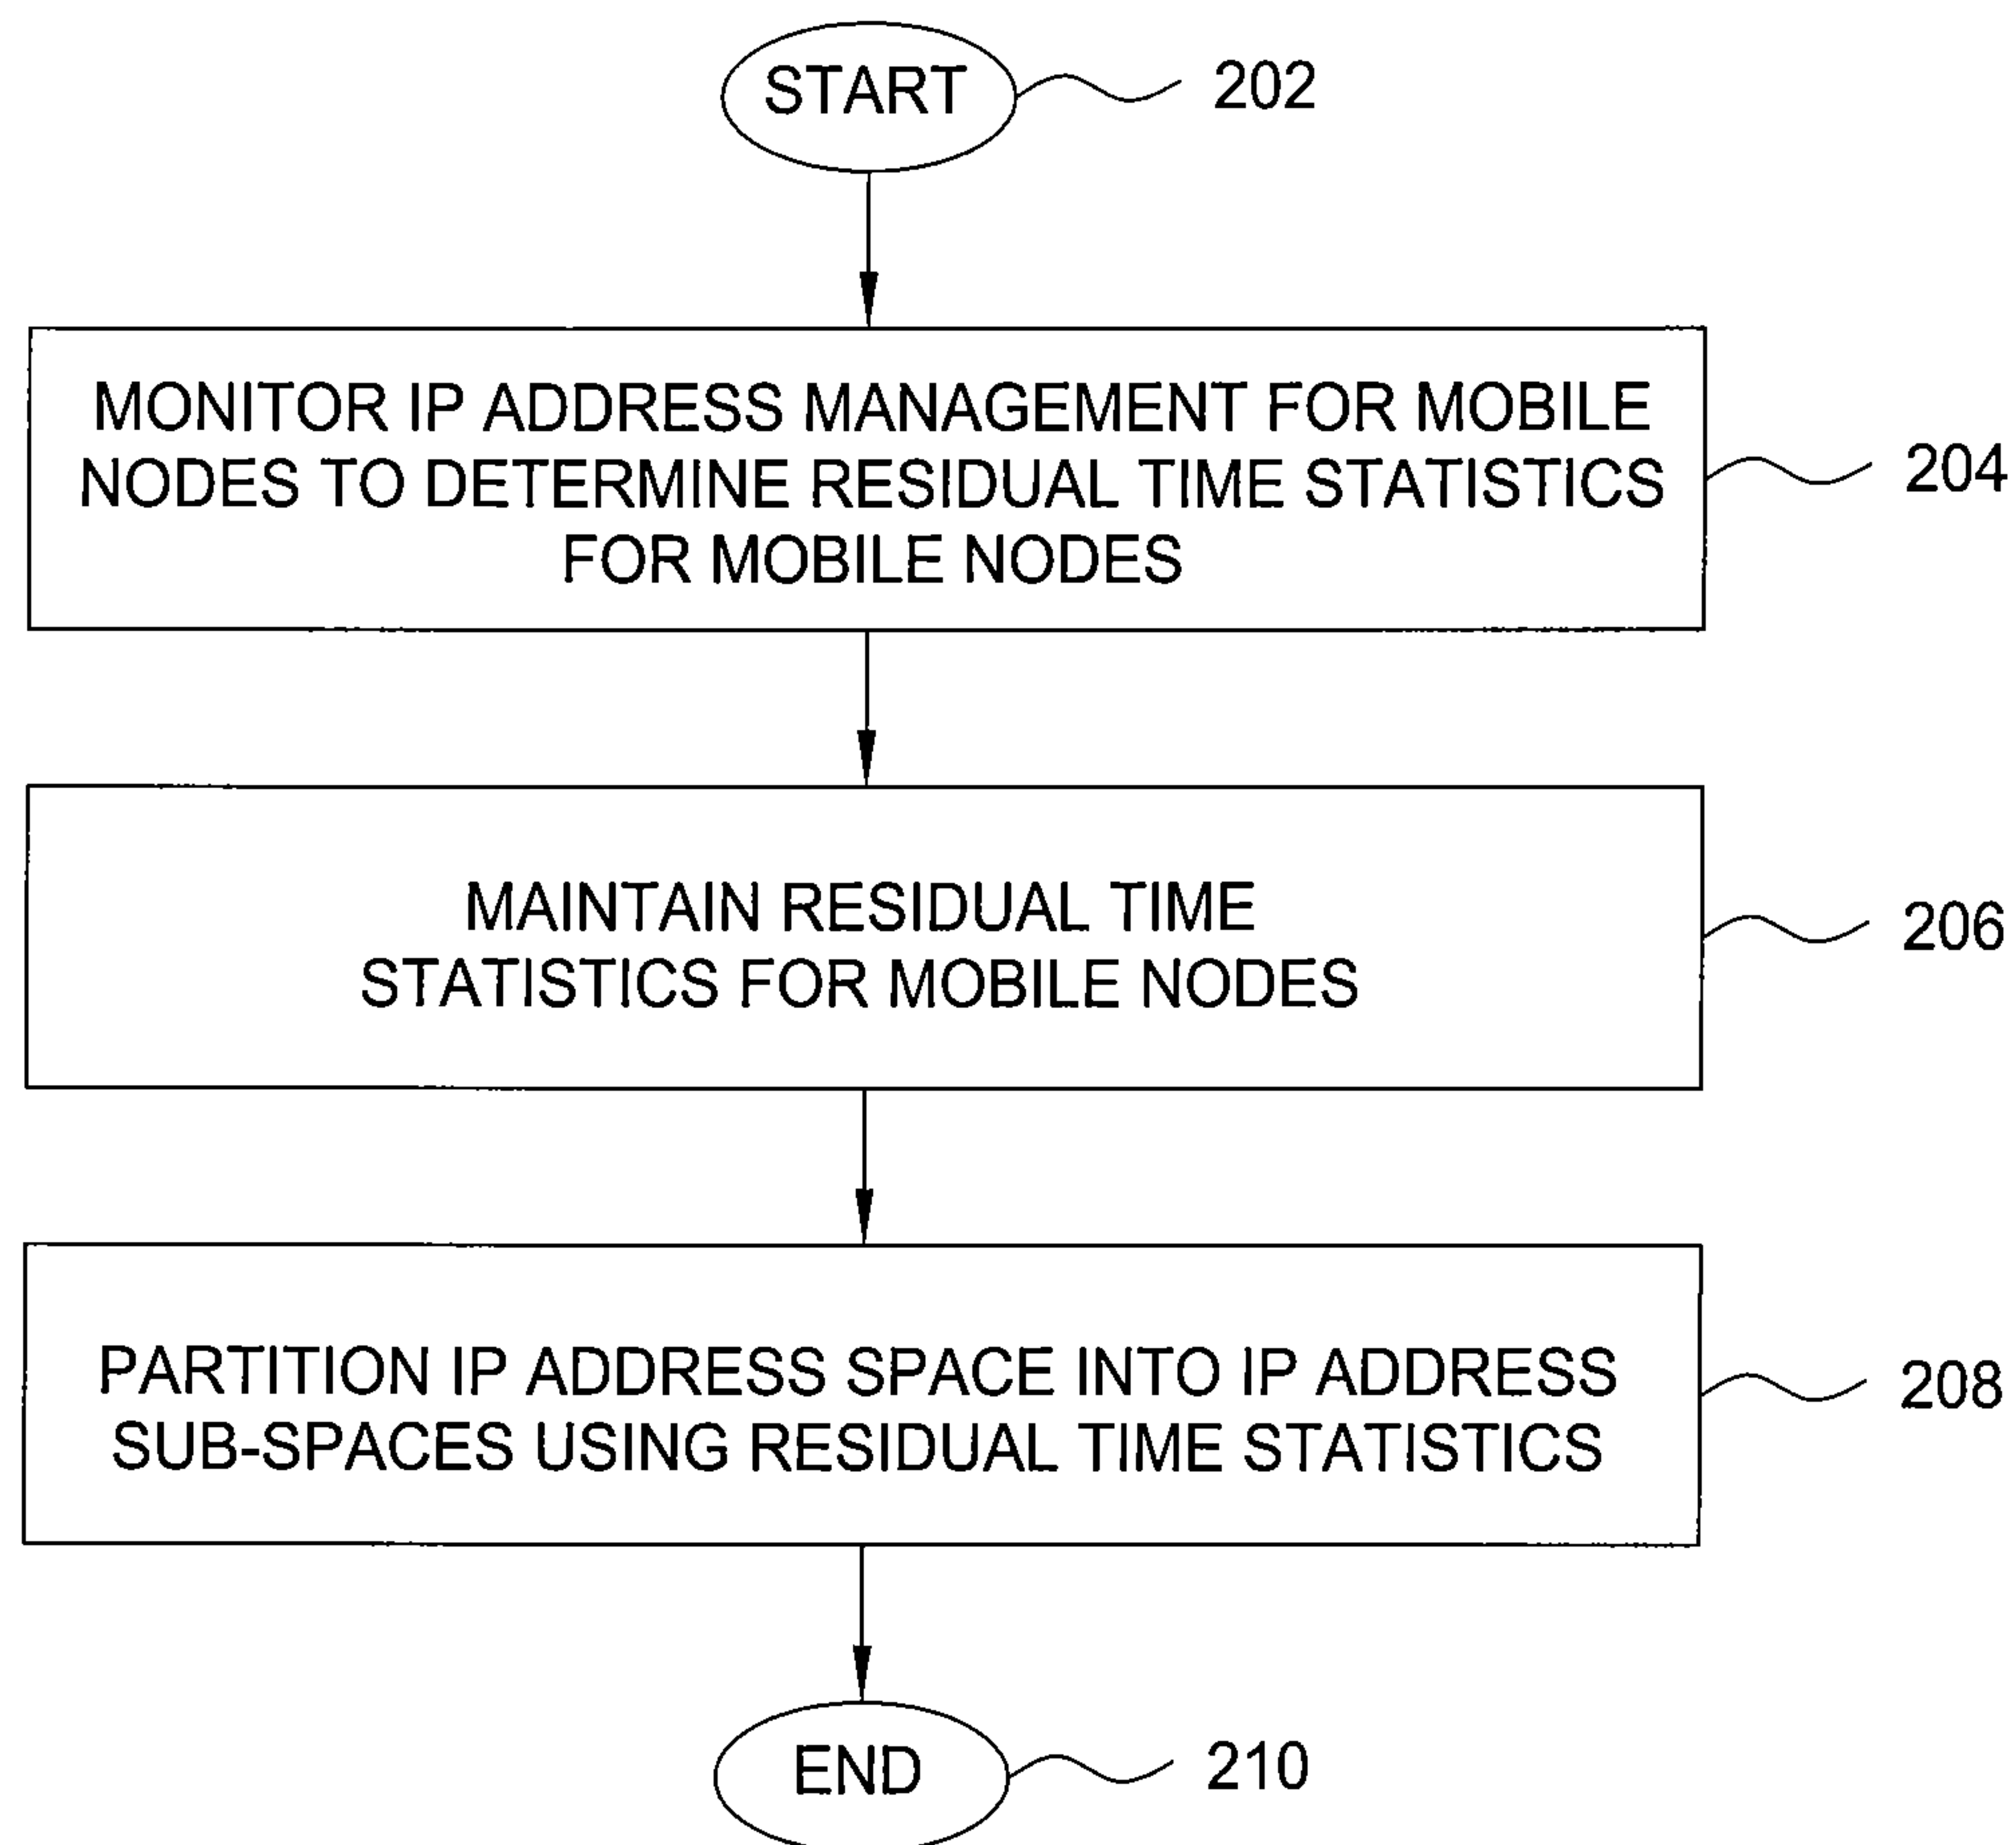 START
202
MONITOR IP ADDRESS MANAGEMENT FOR MOBILE
NODES TO DETERMINE RESIDUAL TIME STATISTICS
FOR MOBILE NODES
204
MAINTAIN RESIDUAL TIME
STATISTICS FOR MOBILE NODES
206
PARTITION IP ADDRESS SPACE INTO IP ADDRESS
SUB-SPACES USING RESIDUAL TIME STATISTICS
208
END
210